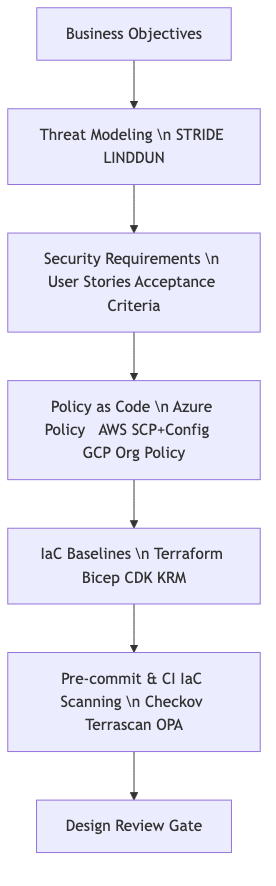 Business Objectives
Threat Modeling \n STRIDE
LINDDUN
Security Requirements \n
User Stories Acceptance
Criteria
Policy as Code \n Azure
Policy   AWS SCP+Config
GCP Org Policy
IaC Baselines \n Terraform
Bicep CDK KRM
Pre-commit & CI IaC
Scanning \n Checkov
Terrascan OPA
Design Review Gate